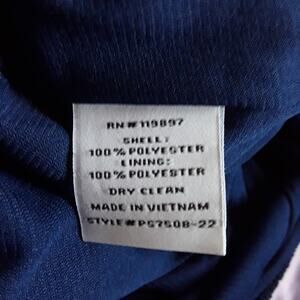 RN # 119897
SHELL:
100% POLYESTER
LINING:
100% POLYESTER
DRY CLEAN
MADE IN VIETNAM
STYLE#PS7508-22